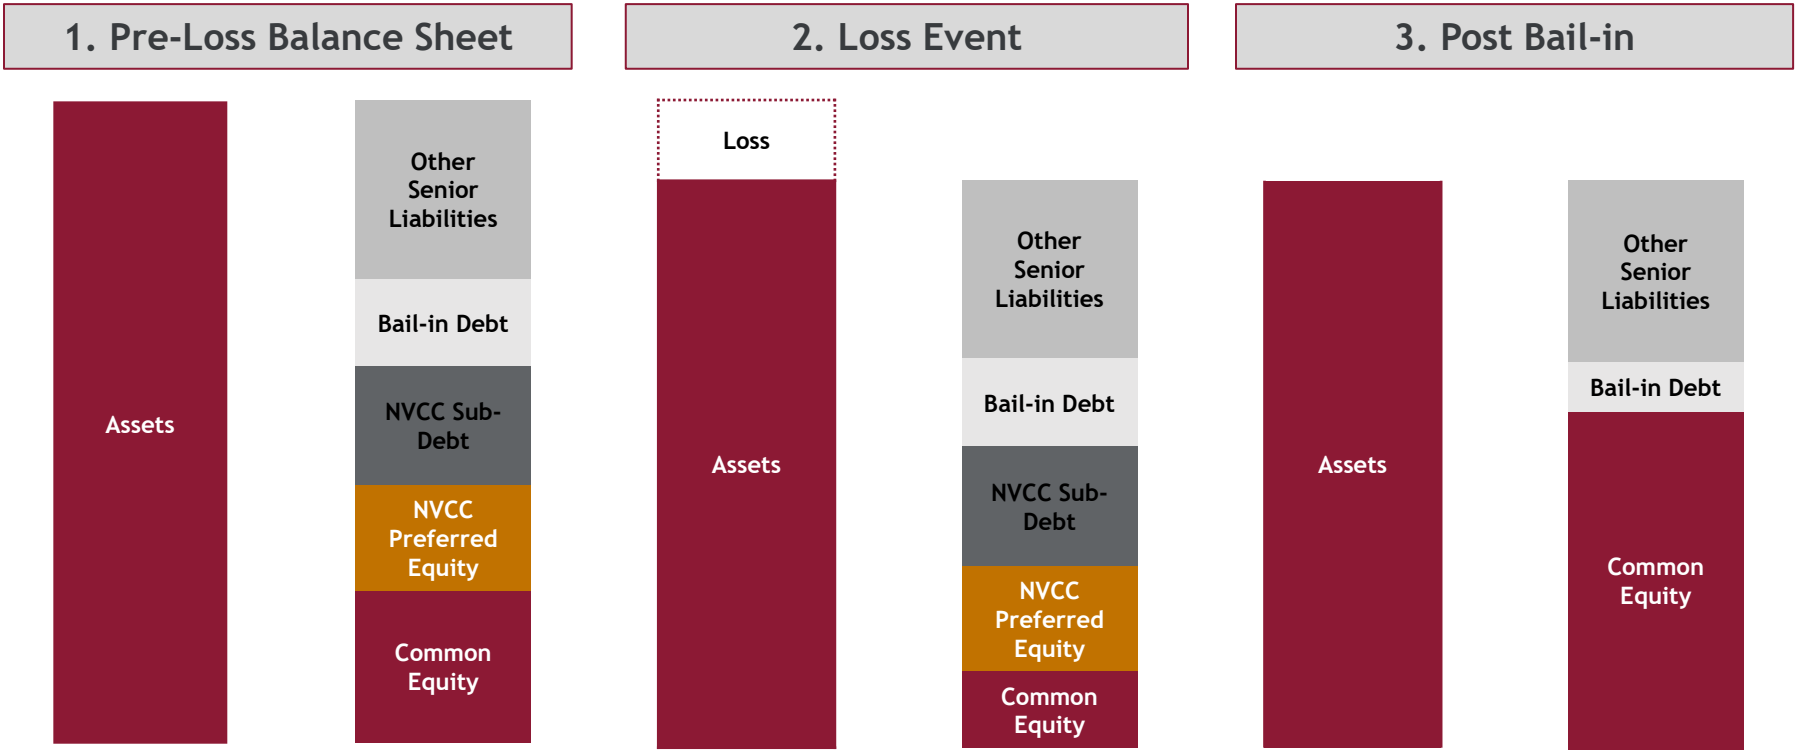 1. Pre-Loss Balance Sheet
Assets
Other
Senior
Liabilities
Bail-in Debt
NVCC Sub-
Debt
NVCC
Preferred
Equity
Common
Equity
2. Loss Event
Loss
Assets
Other
Senior
Liabilities
Bail-in Debt
NVCC Sub-
Debt
NVCC
Preferred
Equity
Common
Equity
3. Post Bail-in
Assets
Other
Senior
Liabilities
Bail-in Debt
Common
Equity